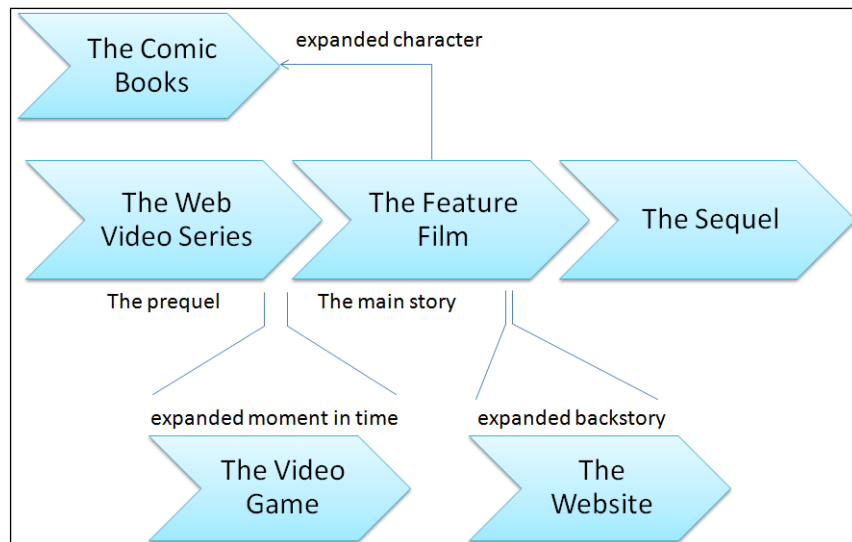 The Comic
Books
expanded character
The Web
Video Series
The Feature
Film
The Sequel
The prequel
The main story
expanded moment in time
expanded backstory
The Video
Game
The
Website